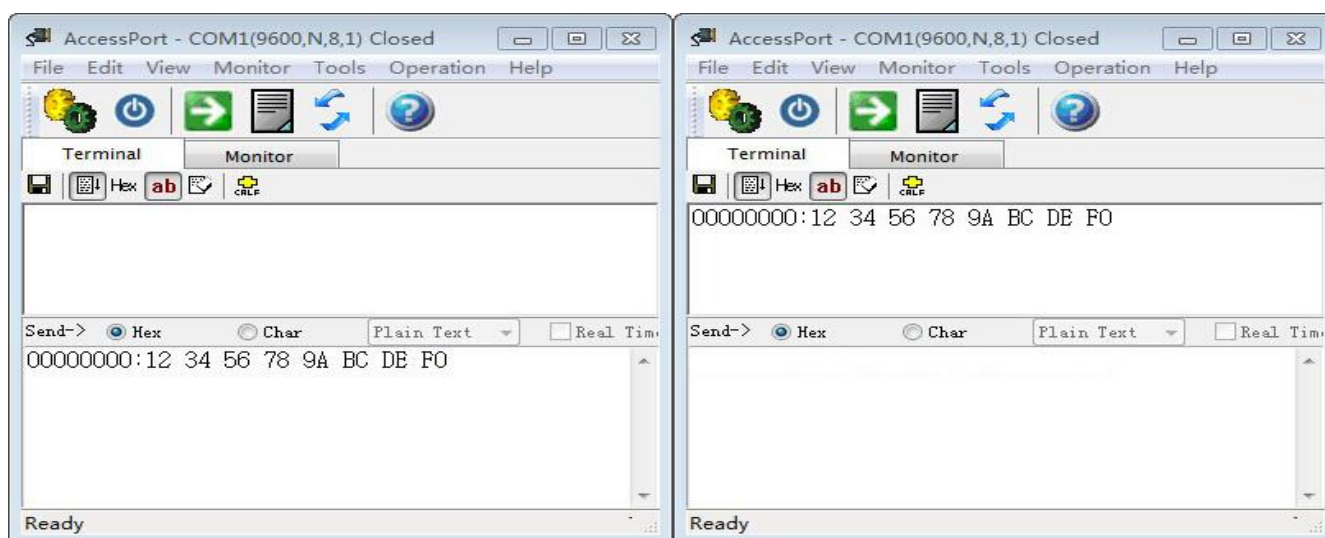 AccessPort - COM1(9600,N,8,1) Closed
File Edit View Monitor Tools Operation Help
Terminal Monitor
Hex ab CRLF
Send-> Hex Char Plain Text Real Tim
00000000:12 34 56 78 9A BC DE F0
Ready
AccessPort - COM1(9600,N,8,1) Closed
File Edit View Monitor Tools Operation Help
Terminal Monitor
Hex ab CRLF
00000000:12 34 56 78 9A BC DE F0
Send-> Hex Char Plain Text Real Tim
Ready